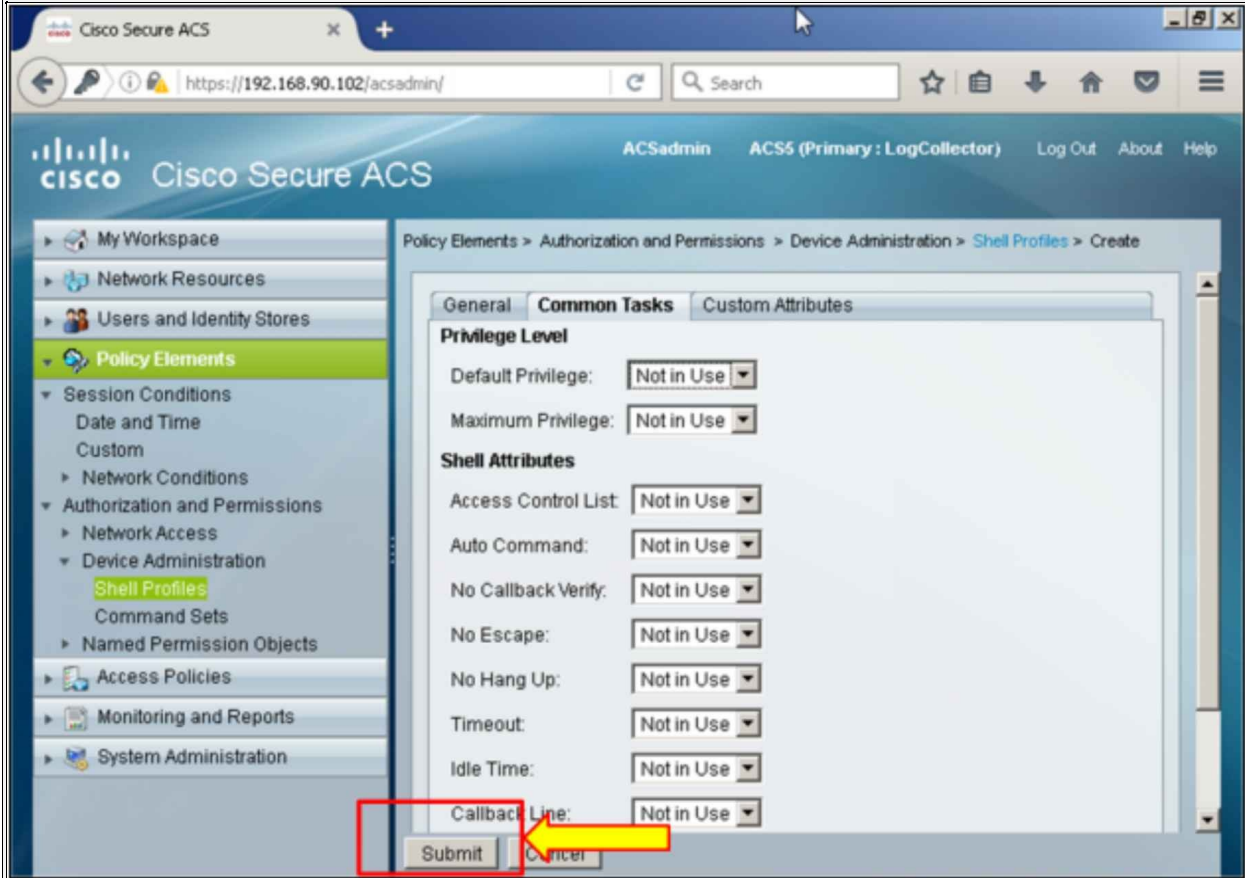 Cisco Secure ACS
https://192.168.90.102/acsadmin/
Search
CISCO Cisco Secure ACS
ACSadmin ACS5 (Primary : LogCollector) Log Out About Help
My Workspace
Network Resources
Users and Identity Stores
Policy Elements
Session Conditions
Date and Time
Custom
Network Conditions
Authorization and Permissions
Network Access
Device Administration
Shell Profiles
Command Sets
Named Permission Objects
Access Policies
Monitoring and Reports
System Administration
Policy Elements > Authorization and Permissions > Device Administration > Shell Profiles > Create
General Common Tasks Custom Attributes
Privilege Level
Default Privilege: Not in Use
Maximum Privilege: Not in Use
Shell Attributes
Access Control List: Not in Use
Auto Command: Not in Use
No Callback Verify: Not in Use
No Escape: Not in Use
No Hang Up: Not in Use
Timeout: Not in Use
Idle Time: Not in Use
Callback Line: Not in Use
Submit Cancel